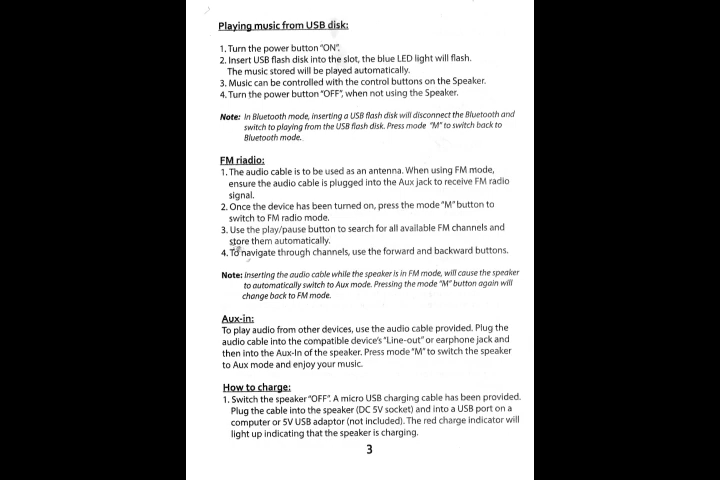 Playing music from USB disk:
1. Turn the power button "ON".
2. Insert USB flash disk into the slot, the blue LED light will flash.
The music stored will be played automatically.
3. Music can be controlled with the control buttons on the Speaker.
4. Turn the power button "OFF", when not using the Speaker.
Note: In Bluetooth mode, inserting a USB flash disk will disconnect the Bluetooth and
switch to playing from the USB flash disk. Press mode "M" to switch back to
Bluetooth mode.
FM riadio:
1. The audio cable is to be used as an antenna. When using FM mode,
ensure the audio cable is plugged into the Aux jack to receive FM radio
signal.
2. Once the device has been turned on, press the mode "M" button to
switch to FM radio mode.
3. Use the play/pause button to search for all available FM channels and
store them automatically.
4. To navigate through channels, use the forward and backward buttons.
Note: Inserting the audio cable while the speaker is in FM mode, will cause the speaker
to automatically switch to Aux mode. Pressing the mode "M" button again will
change back to FM mode.
Aux-in:
To play audio from other devices, use the audio cable provided. Plug the
audio cable into the compatible device's "Line-out" or earphone jack and
then into the Aux-In of the speaker. Press mode "M" to switch the speaker
to Aux mode and enjoy your music.
How to charge:
1. Switch the speaker "OFF". A micro USB charging cable has been provided.
Plug the cable into the speaker (DC 5V socket) and into a USB port on a
computer or 5V USB adaptor (not included). The red charge indicator will
light up indicating that the speaker is charging.
3